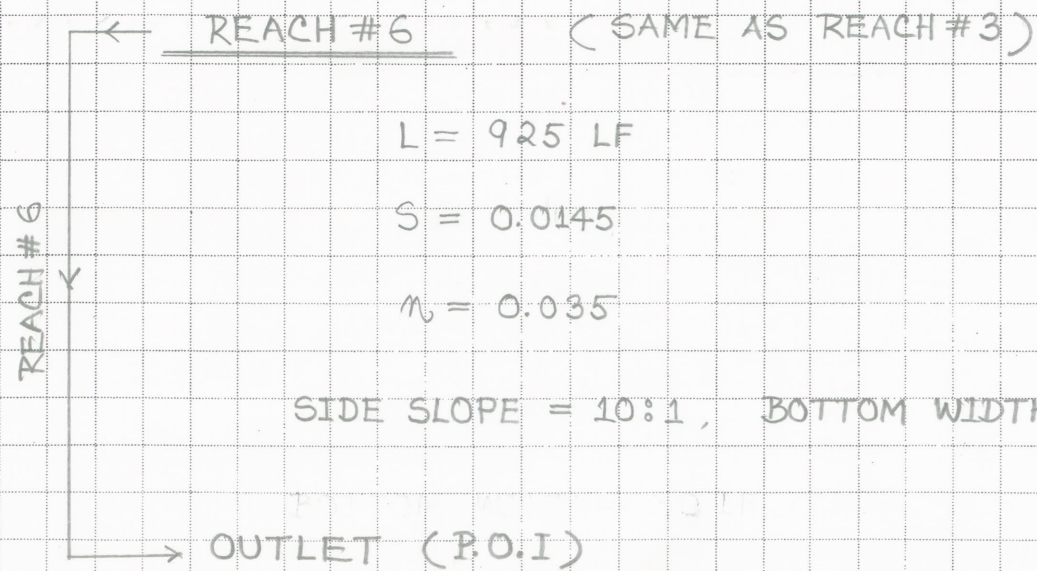 REACH #6 (SAME AS REACH #3)
L = 925 LF
S = 0.0145
REACH #6
n = 0.035
SIDE SLOPE = 10:1, BOTTOM WIDTH
OUTLET (P.O.I)